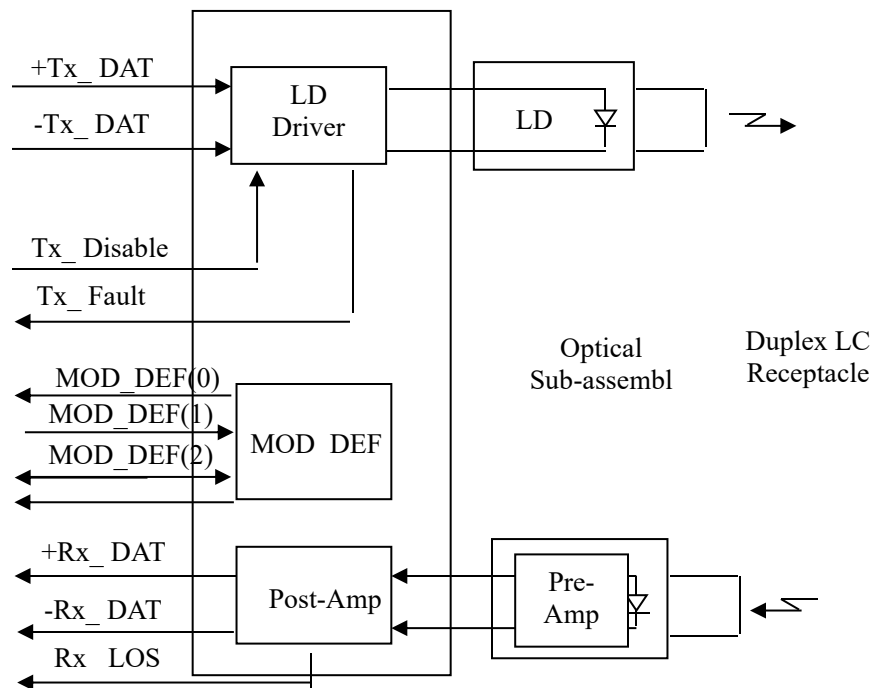 +Tx_ DAT
LD
Driver
-Tx_ DAT
LD
Tx_ Disable
Tx_ Fault
Optical
Sub-assembl
Duplex LC
Receptacle
MOD_DEF(0)
MOD_DEF(1)
MOD_DEF(2)
MOD DEF
+Rx_ DAT
-Rx_ DAT
Rx LOS
Post-Amp
Pre-
Amp